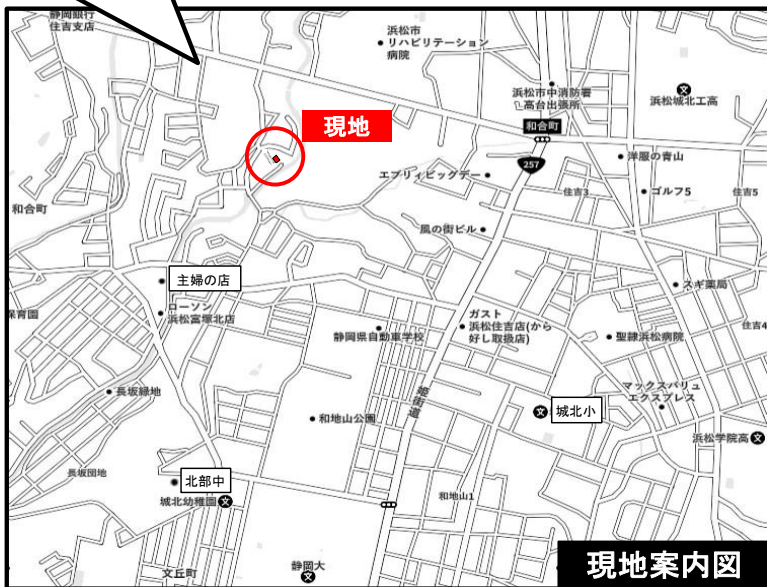 静岡銀行
住吉支店
浜松市
リハビリテーション
病院
浜松市中消防署
高台出張所
浜松城北工高
和合町
現地
257
洋服の青山
エブリィビッグデー
住吉3
ゴルフ5
住吉5
和合町
風の街ビル
主婦の店
スギ薬局
保育園
ローソン
浜松富塚北店
静岡県自動車学校
ガスト
浜松住吉店(から
好し取扱店)
聖隷浜松病院
住吉4
長坂緑地
姫街道
マックスバリュ
エクスプレス
和地山公園
文
城北小
浜松学院高
文
長坂団地
北部中
城北幼稚園
文
和地山1
文丘町
静岡大
文
現地案内図